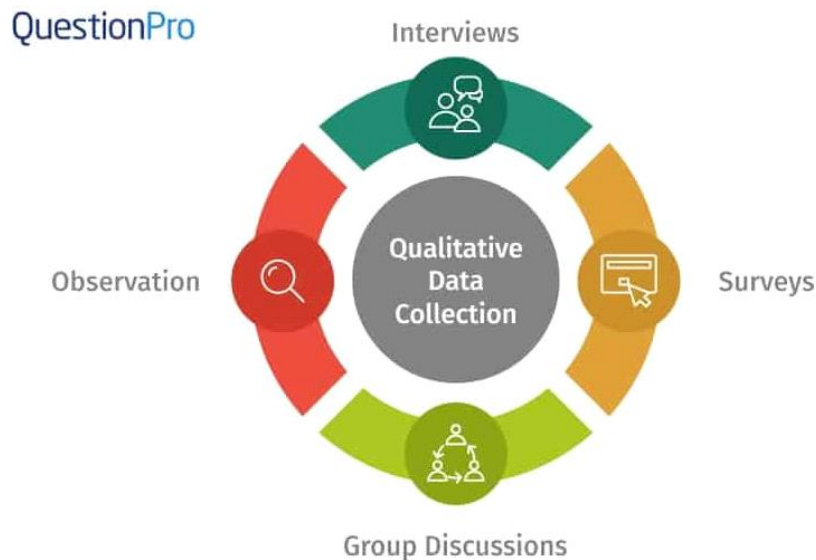 QuestionPro
Interviews
Observation
Qualitative
Data
Collection
Surveys
Group Discussions